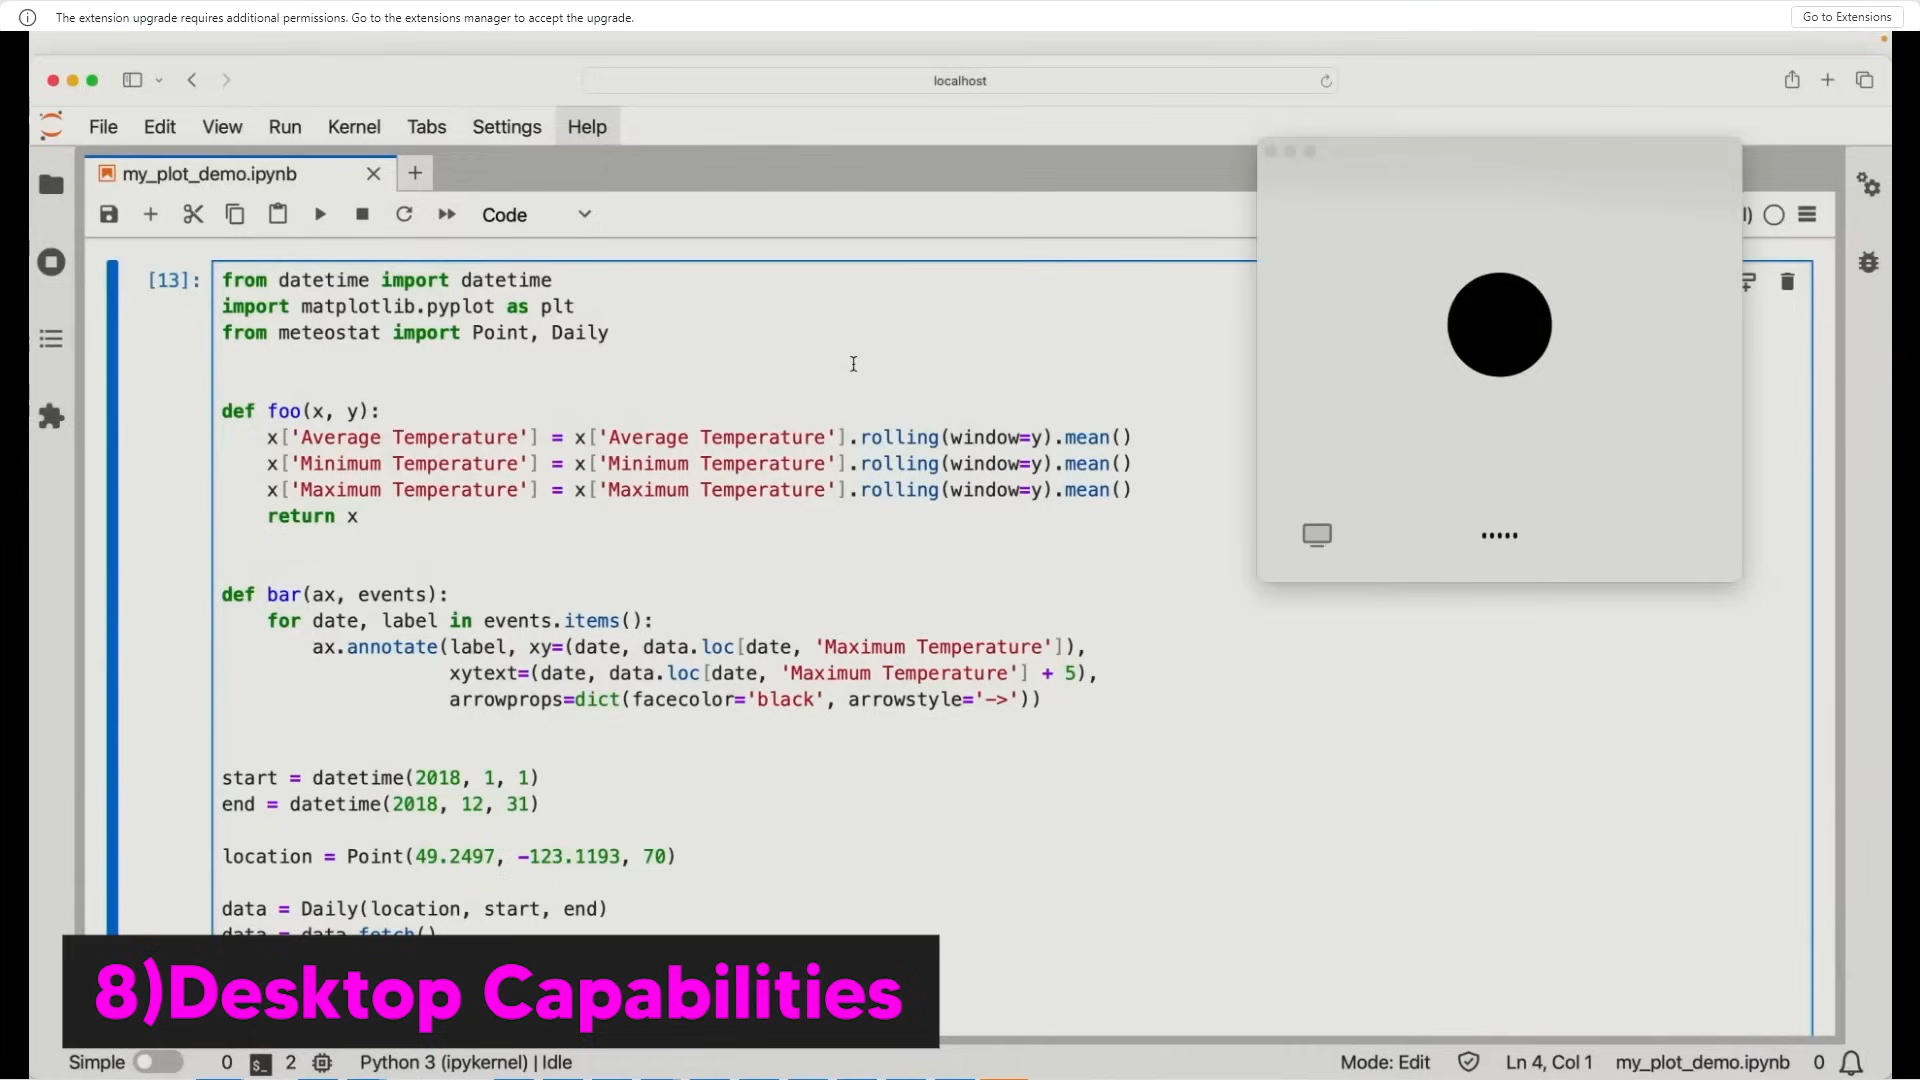 The extension upgrade requires additional permissions. Go to the extensions manager to accept the upgrade.
Go to Extensions
localhost
File Edit View Run Kernel Tabs Settings Help
my_plot_demo.ipynb
Code
[13]:
from datetime import datetime
import matplotlib.pyplot as plt
from meteostat import Point, Daily
def foo(x, y):
x['Average Temperature'] = x['Average Temperature'].rolling(window=y).mean()
x['Minimum Temperature'] = x['Minimum Temperature'].rolling(window=y).mean()
x['Maximum Temperature'] = x['Maximum Temperature'].rolling(window=y).mean()
return x
def bar(ax, events):
for date, label in events.items():
ax.annotate(label, xy=(date, data.loc[date, 'Maximum Temperature']),
xytext=(date, data.loc[date, 'Maximum Temperature'] + 5),
arrowprops=dict(facecolor='black', arrowstyle='->'))
start = datetime(2018, 1, 1)
end = datetime(2018, 12, 31)
location = Point(49.2497, -123.1193, 70)
data = Daily(location, start, end)
data = data.fetch()
8)Desktop Capabilities
Simple 0 2 Python 3 (ipykernel) | Idle Mode: Edit Ln 4, Col 1 my_plot_demo.ipynb 0